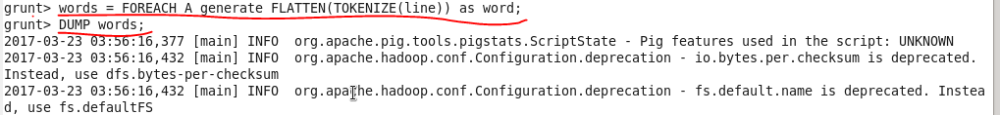 grunt> words = FOREACH A generate FLATTEN(TOKENIZE(line)) as word;
grunt> DUMP words;
2017-03-23 03:56:16,377 [main] INFO  org.apache.pig.tools.pigstats.ScriptState - Pig features used in the script: UNKNOWN
2017-03-23 03:56:16,432 [main] INFO  org.apache.hadoop.conf.Configuration.deprecation - io.bytes.per.checksum is deprecated.
Instead, use dfs.bytes-per-checksum
2017-03-23 03:56:16,432 [main] INFO  org.apache.hadoop.conf.Configuration.deprecation - fs.default.name is deprecated. Instea
d, use fs.defaultFS